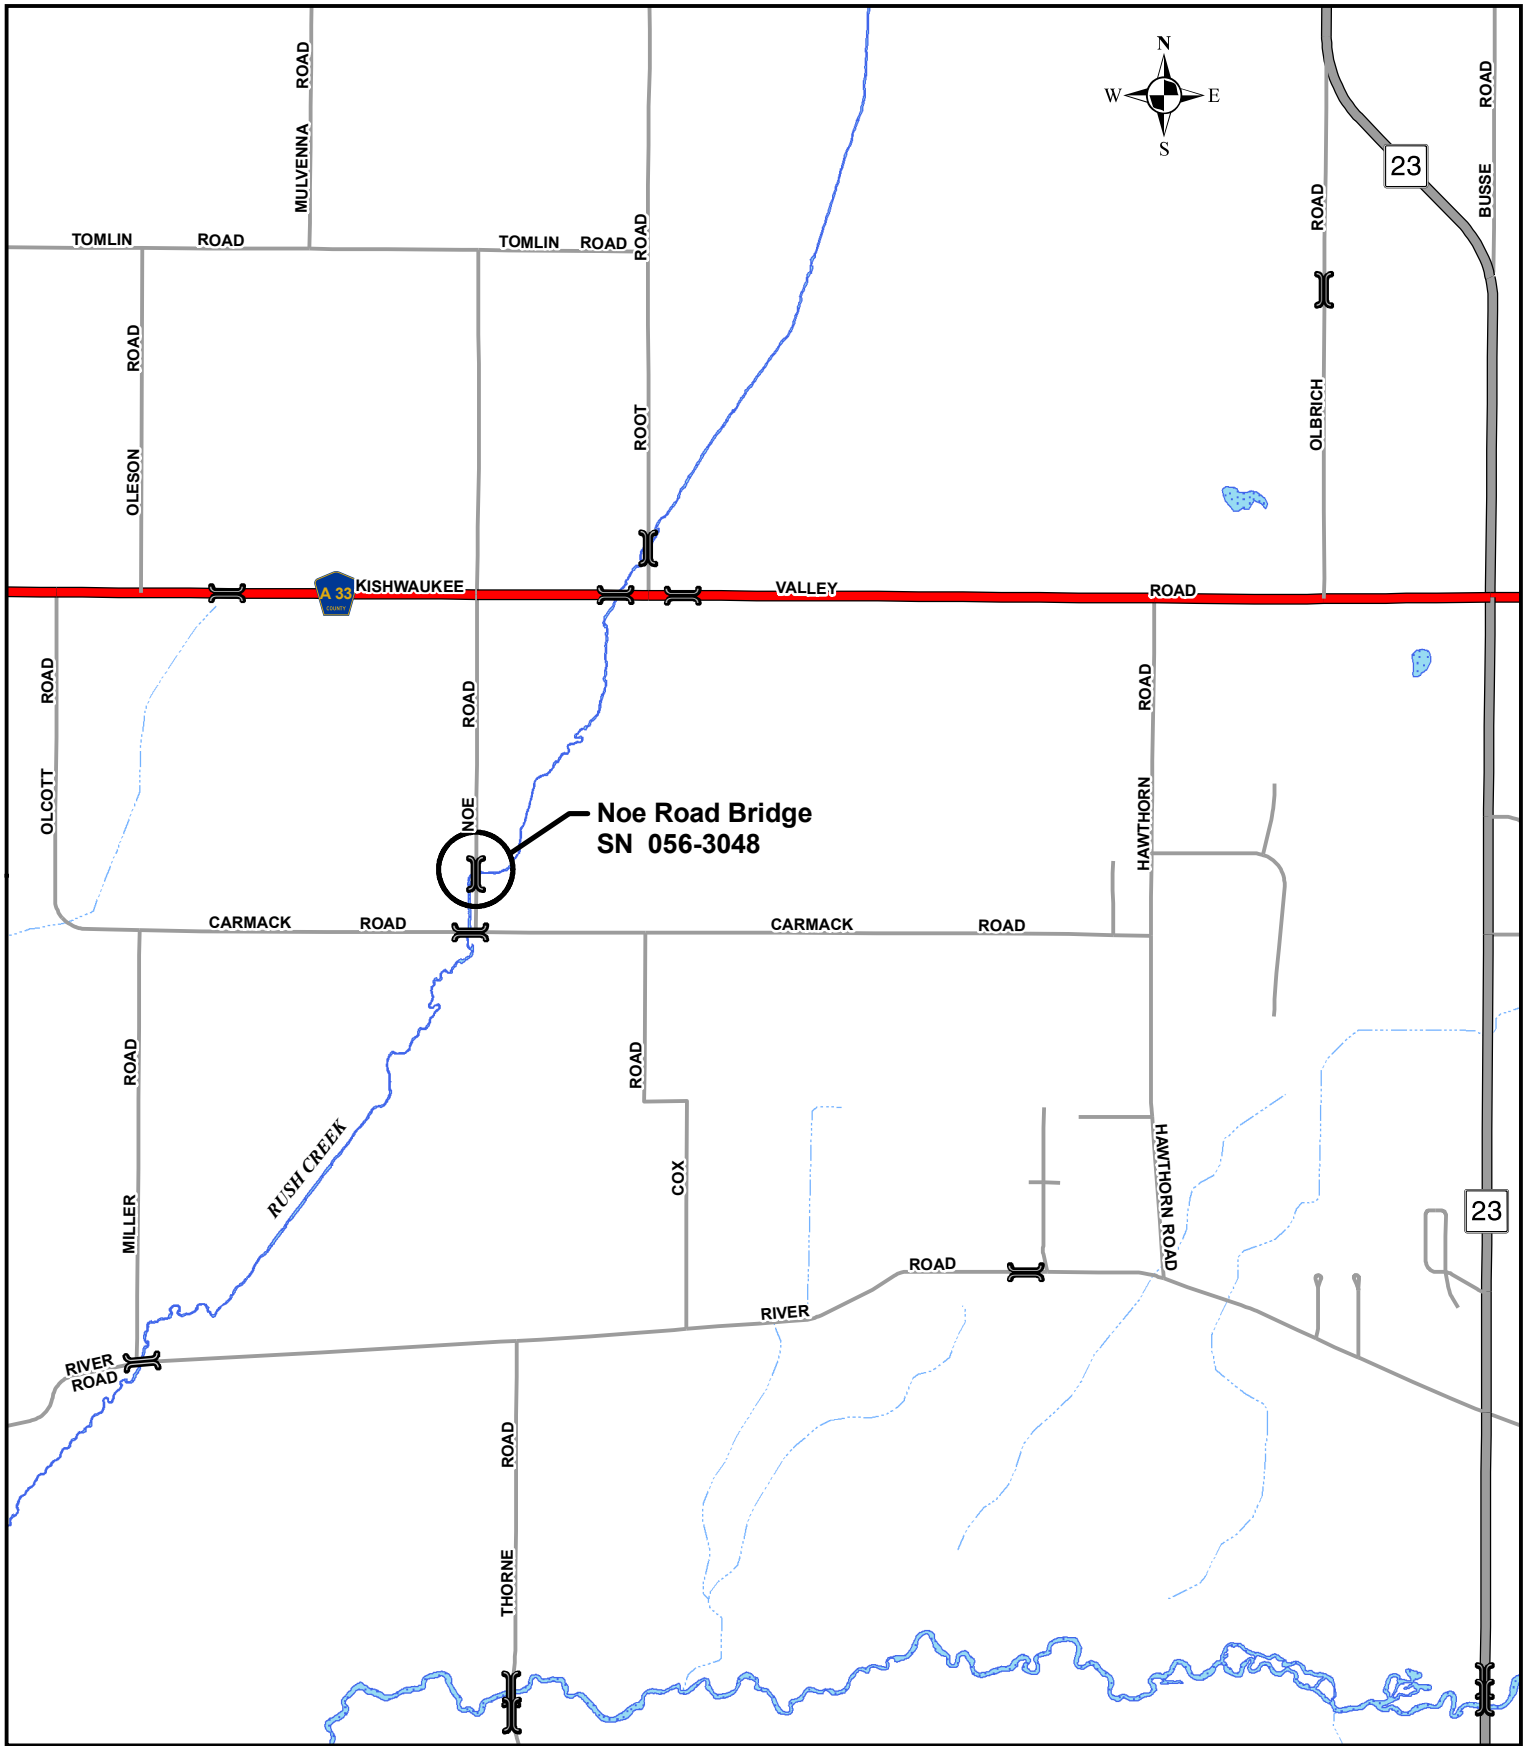 N
W E
S
MULVENNA ROAD
ROAD
BUSSE
23
ROAD
OLBRICH
TOMLIN ROAD
TOMLIN ROAD
ROAD
ROOT
ROAD
OLESON
A 33
COUNTY
KISHWAUKEE
VALLEY
ROAD
ROAD
OLCOTT
ROAD
NOE
ROAD
HAWTHORN
Noe Road Bridge
SN 056-3048
CARMACK ROAD
CARMACK ROAD
ROAD
MILLER
RUSH CREEK
ROAD
COX
HAWTHORN ROAD
23
ROAD
RIVER
RIVER
ROAD
ROAD
THORNE